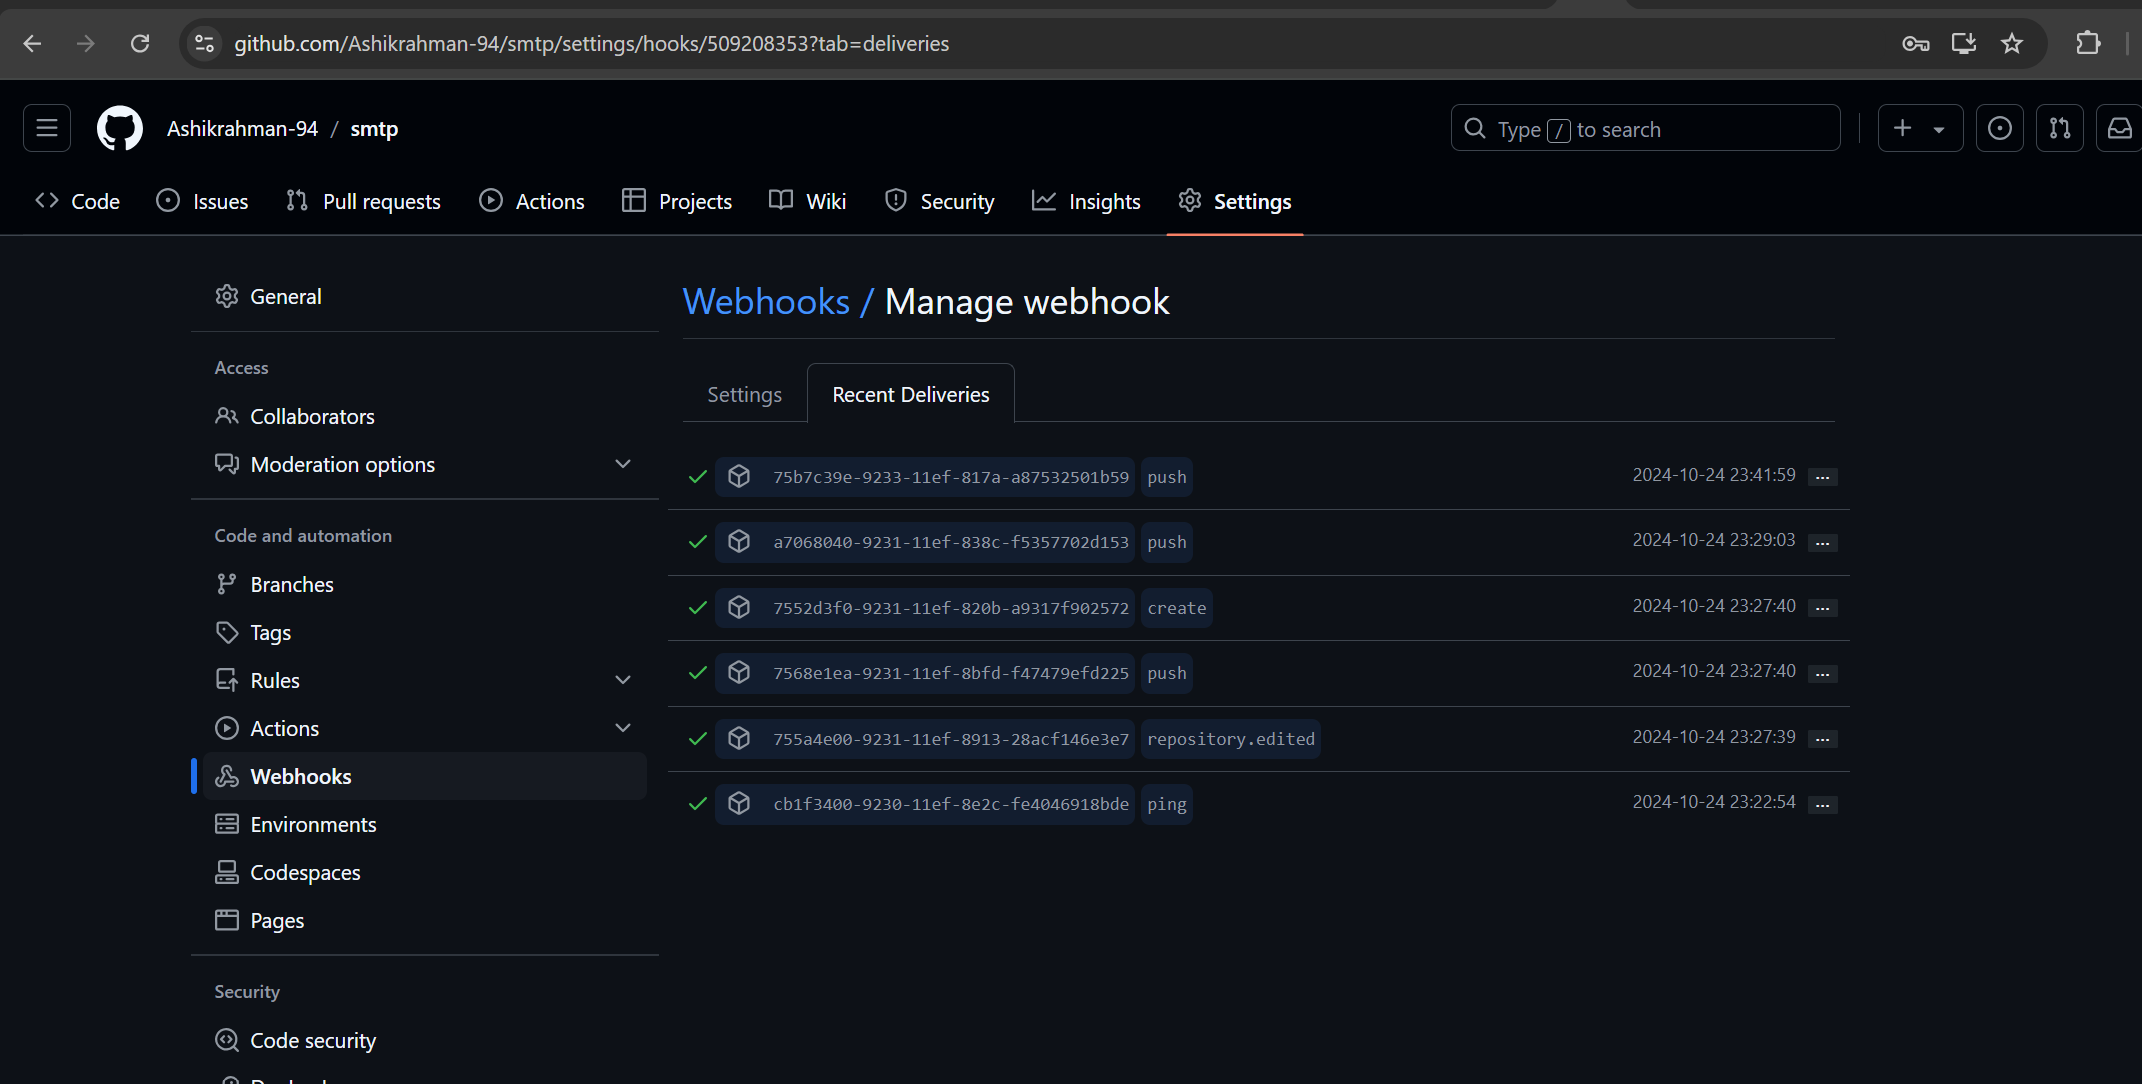 github.com/Ashikrahman-94/smtp/settings/hooks/509208353?tab=deliveries
Ashikrahman-94 / smtp
Type / to search
Code Issues Pull requests Actions Projects Wiki Security Insights Settings
General
Access
Collaborators
Moderation options
Code and automation
Branches
Tags
Rules
Actions
Webhooks
Environments
Codespaces
Pages
Security
Code security
Webhooks / Manage webhook
Settings Recent Deliveries
75b7c39e-9233-11ef-817a-a87532501b59 push 2024-10-24 23:41:59 ...
a7068040-9231-11ef-838c-f5357702d153 push 2024-10-24 23:29:03 ...
7552d3f0-9231-11ef-820b-a9317f902572 create 2024-10-24 23:27:40 ...
7568e1ea-9231-11ef-8bfd-f47479efd225 push 2024-10-24 23:27:40 ...
755a4e00-9231-11ef-8913-28acf146e3e7 repository.edited 2024-10-24 23:27:39 ...
cb1f3400-9230-11ef-8e2c-fe4046918bde ping 2024-10-24 23:22:54 ...